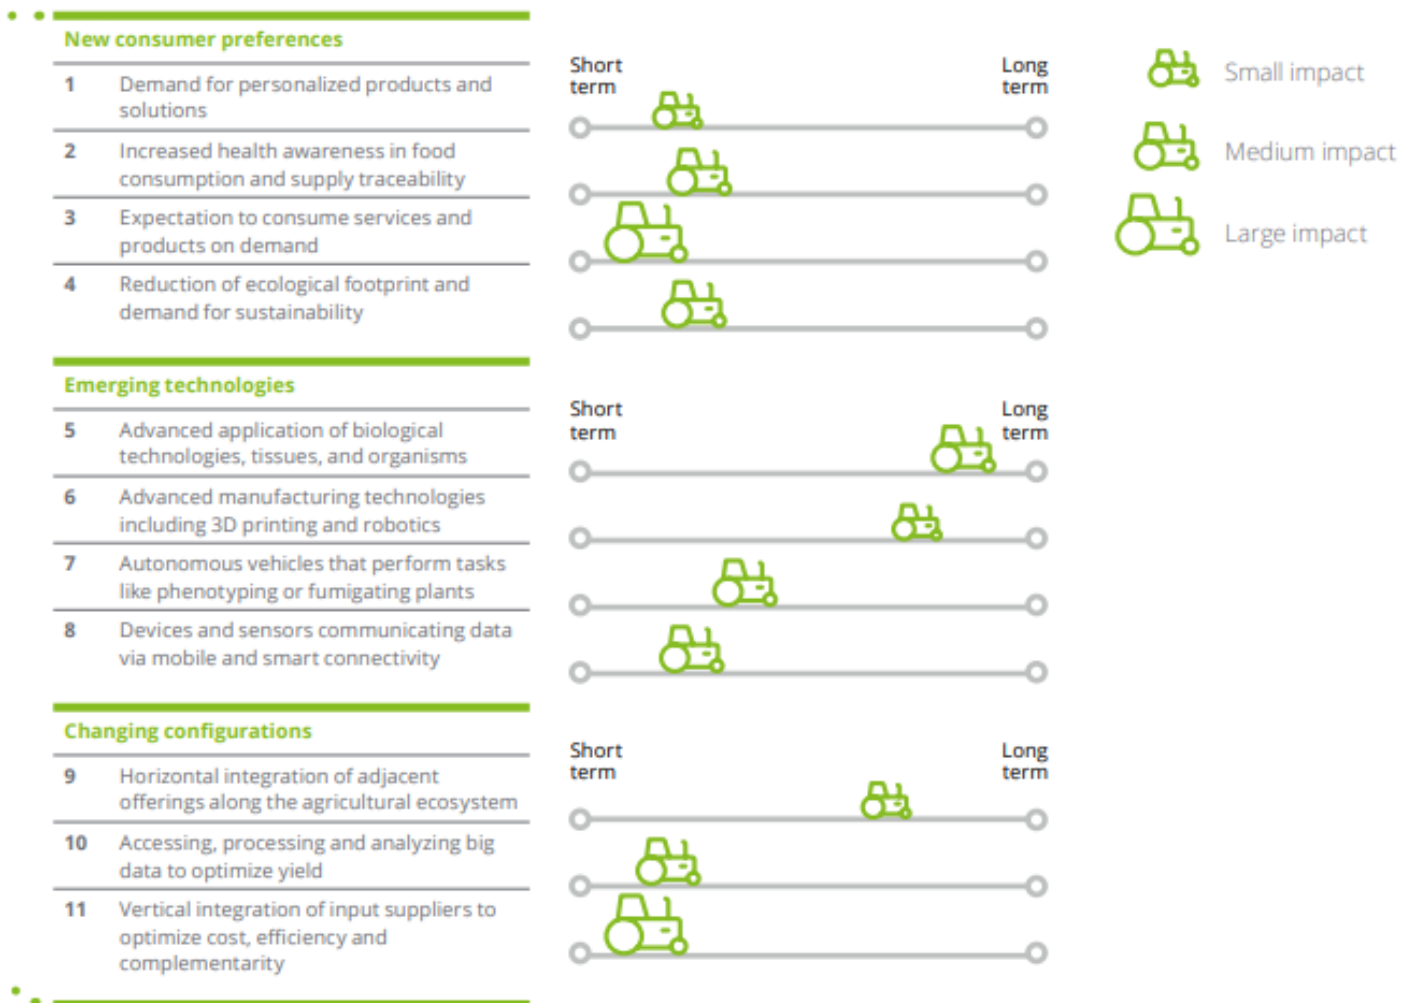 New consumer preferences
Short
term
Long
term
1 Demand for personalized products and
solutions
2 Increased health awareness in food
consumption and supply traceability
3 Expectation to consume services and
products on demand
4 Reduction of ecological footprint and
demand for sustainability
Small impact
Medium impact
Large impact
Emerging technologies
Short
term
Long
term
5 Advanced application of biological
technologies, tissues, and organisms
6 Advanced manufacturing technologies
including 3D printing and robotics
7 Autonomous vehicles that perform tasks
like phenotyping or fumigating plants
8 Devices and sensors communicating data
via mobile and smart connectivity
Changing configurations
Short
term
Long
term
9 Horizontal integration of adjacent
offerings along the agricultural ecosystem
10 Accessing, processing and analyzing big
data to optimize yield
11 Vertical integration of input suppliers to
optimize cost, efficiency and
complementarity